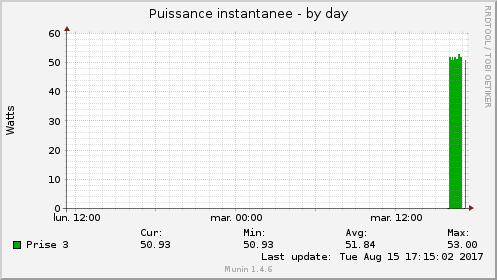 Puissance instantanee - by day
RRDTOOL / TOBI OETIKER
Watts
60
50
40
30
20
10
0
lun. 12:00 mar. 00:00 mar. 12:00
Cur: Min: Avg: Max:
Prise 3 50.93 50.93 51.84 53.00
Last update: Tue Aug 15 17:15:02 2017
Munin 1.4.6